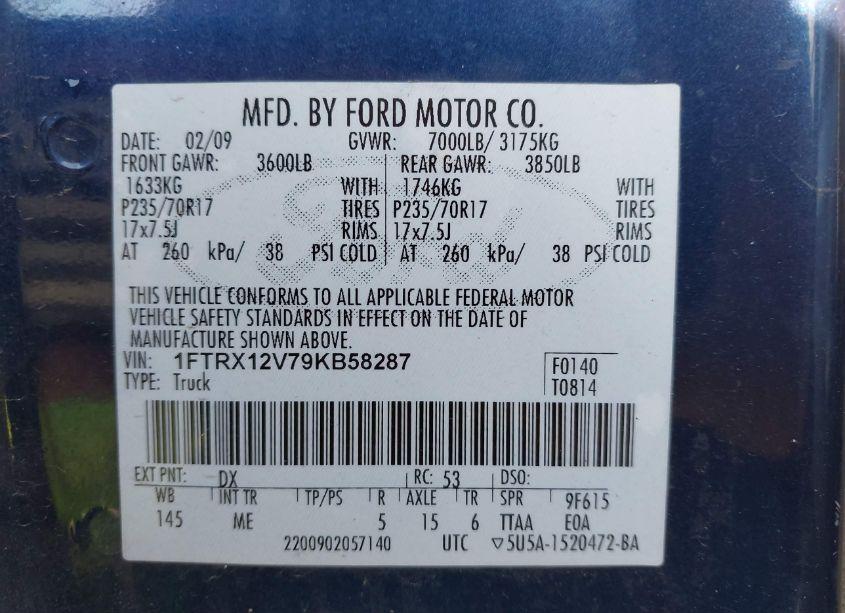 MFD. BY FORD MOTOR CO.
DATE: 02/09 GVWR: 7000LB/ 3175KG
FRONT GAWR: 3600LB REAR GAWR: 3850LB
1633KG WITH 1746KG WITH
P235/70R17 TIRES P235/70R17 TIRES
17x7.5J RIMS 17x7.5J RIMS
AT 260 kPa/ 38 PSI COLD AT 260 kPa/ 38 PSI COLD
Ford
THIS VEHICLE CONFORMS TO ALL APPLICABLE FEDERAL MOTOR
VEHICLE SAFETY STANDARDS IN EFFECT ON THE DATE OF
MANUFACTURE SHOWN ABOVE.
VIN: 1FTRX12V79KB58287 F0140
TYPE: Truck T0814
EXT PNT: DX RC: 53 DSO:
WB INT TR TP/PS R AXLE TR SPR 9F615
145 ME 5 15 6 TTAA E0A
2200902057140 UTC ▽5U5A-1520472-BA